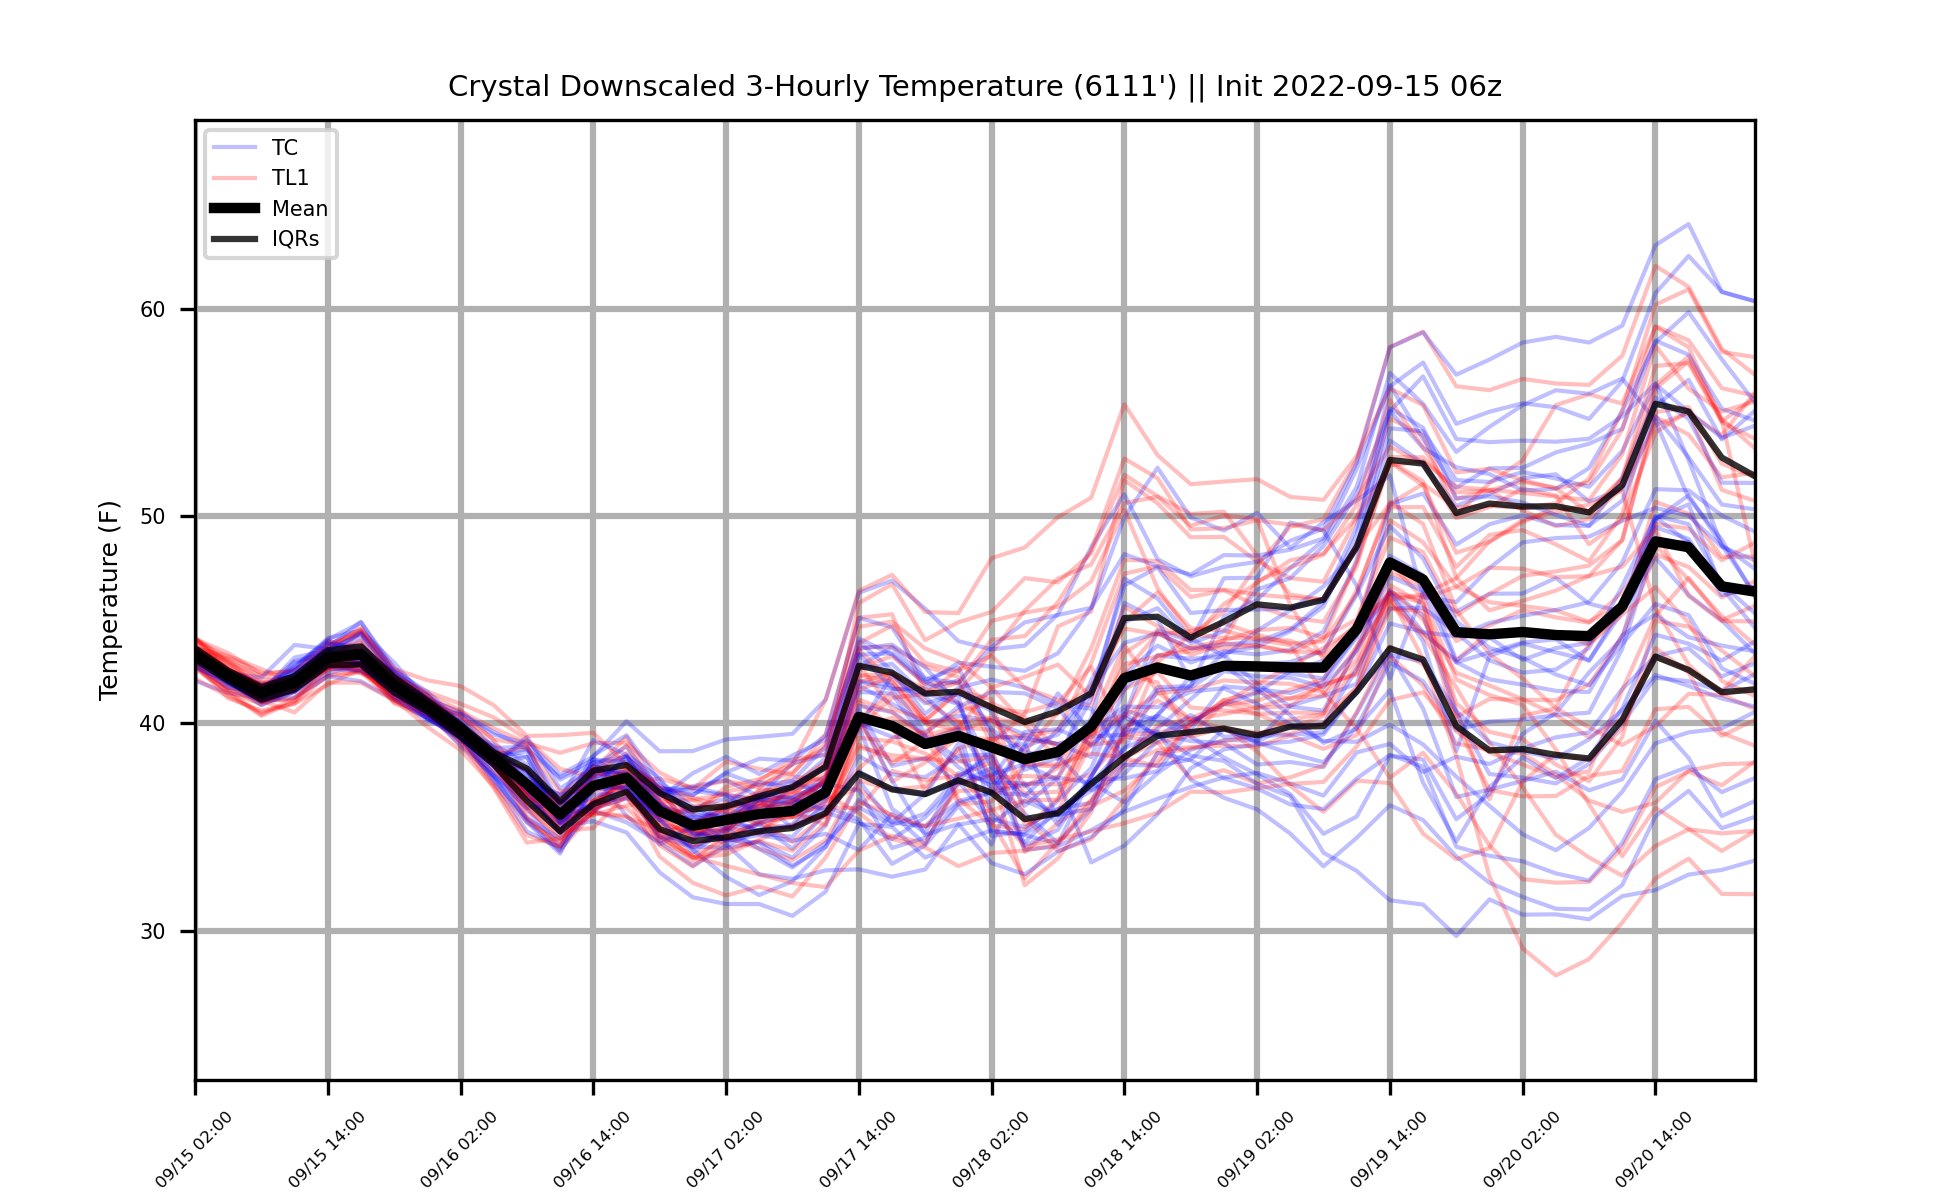 Crystal Downscaled 3-Hourly Temperature (6111') || Init 2022-09-15 06z
TC
TL1
Mean
IQRs
Temperature (F)
60
50
40
30
09/15 02:00
09/15 14:00
09/16 02:00
09/16 14:00
09/17 02:00
09/17 14:00
09/18 02:00
09/18 14:00
09/19 02:00
09/19 14:00
09/20 02:00
09/20 14:00